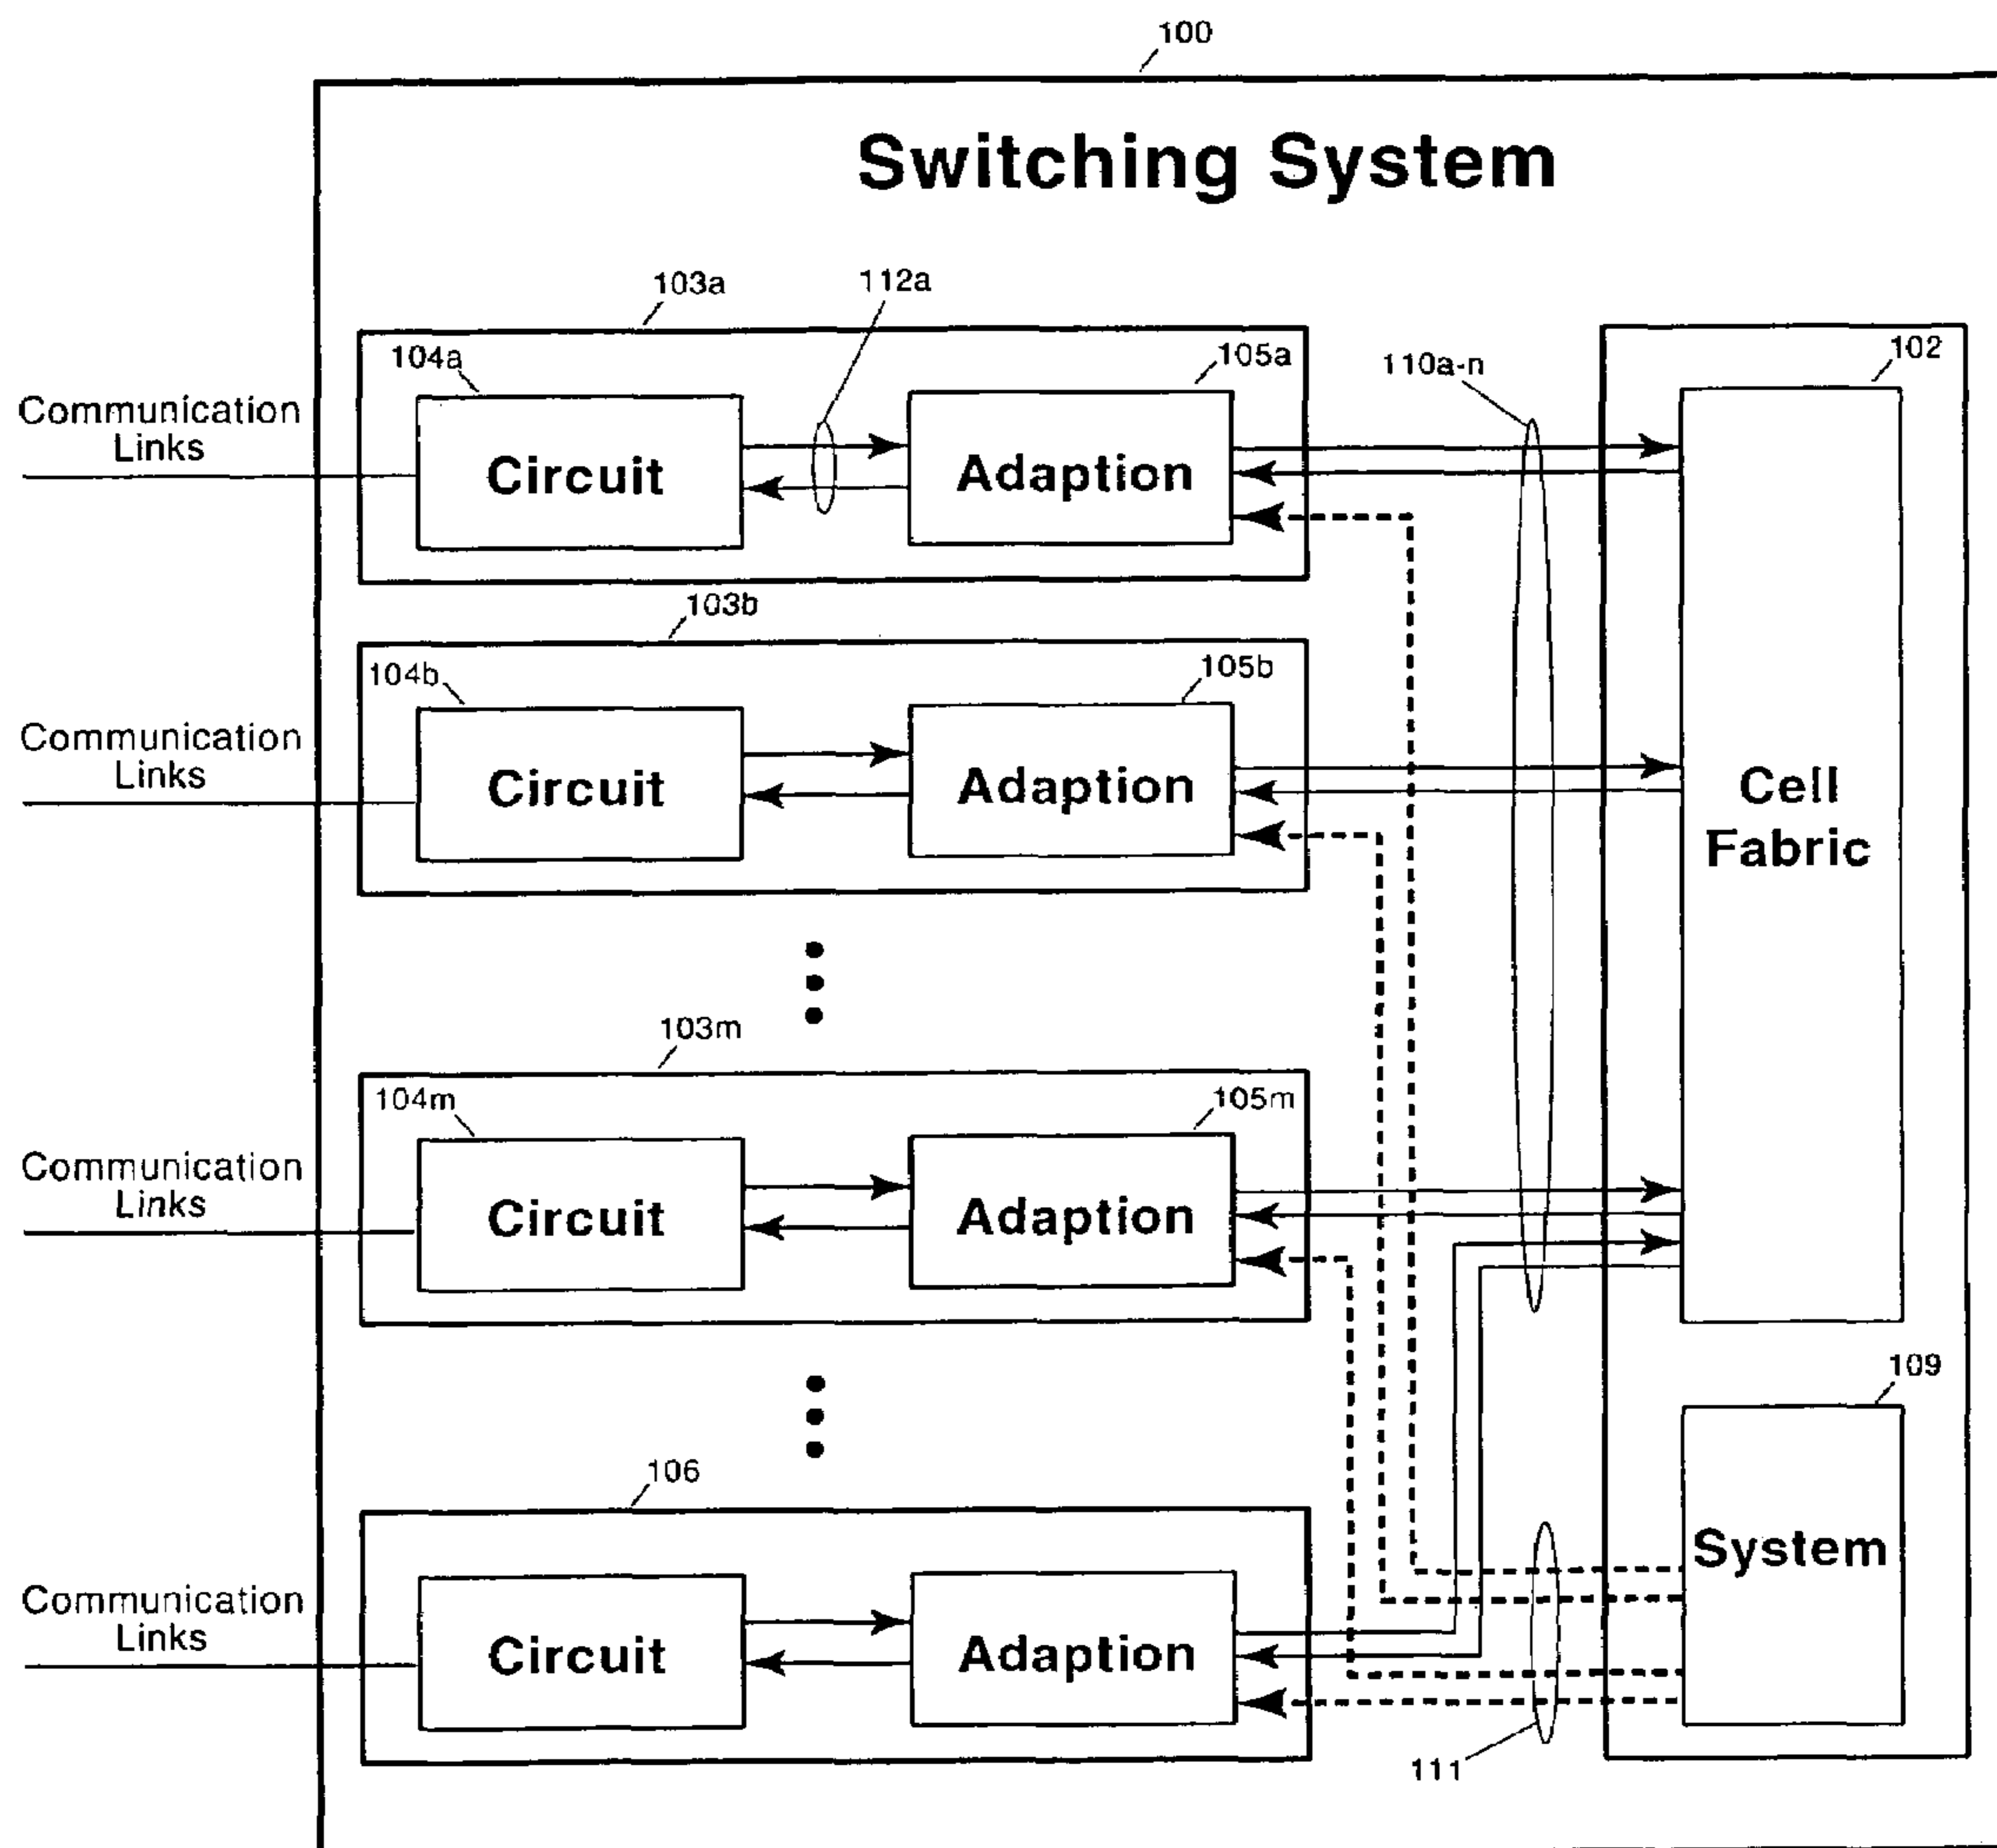 100
Switching System
103a
112a
104a
105a
110a-n
102
Communication
Links
Circuit
Adaption
103b
104b
105b
Communication
Links
Circuit
Adaption
Cell
Fabric
103m
104m
105m
Communication
Links
Circuit
Adaption
109
106
System
Communication
Links
Circuit
Adaption
111